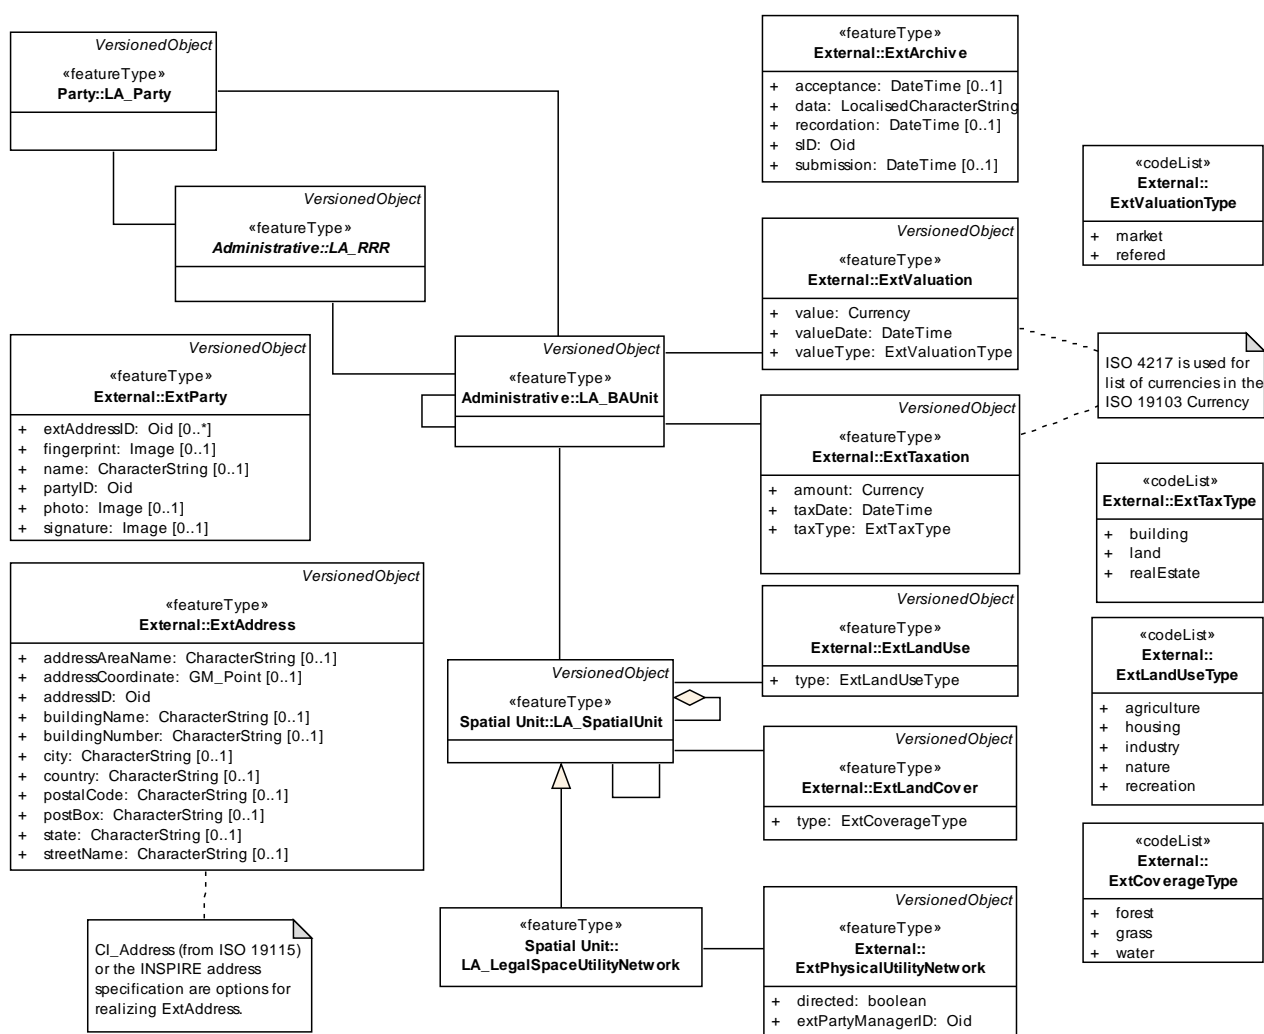 VersionedObject
«featureType»
Party::LA_Party
VersionedObject
«featureType»
Administrative::LA_RRR
VersionedObject
«featureType»
External::ExtParty
+ extAddressID: Oid [0..*]
+ fingerprint: Image [0..1]
+ name: CharacterString [0..1]
+ partyID: Oid
+ photo: Image [0..1]
+ signature: Image [0..1]
VersionedObject
«featureType»
External::ExtAddress
+ addressAreaName: CharacterString [0..1]
+ addressCoordinate: GM_Point [0..1]
+ addressID: Oid
+ buildingName: CharacterString [0..1]
+ buildingNumber: CharacterString [0..1]
+ city: CharacterString [0..1]
+ country: CharacterString [0..1]
+ postalCode: CharacterString [0..1]
+ postBox: CharacterString [0..1]
+ state: CharacterString [0..1]
+ streetName: CharacterString [0..1]
CI_Address (from ISO 19115)
or the INSPIRE address
specification are options for
realizing ExtAddress.
VersionedObject
«featureType»
Administrative::LA_BAUnit
VersionedObject
«featureType»
Spatial Unit::LA_SpatialUnit
«featureType»
Spatial Unit::
LA_LegalSpaceUtilityNetwork
«featureType»
External::ExtArchive
+ acceptance: DateTime [0..1]
+ data: LocalisedCharacterString
+ recordation: DateTime [0..1]
+ sID: Oid
+ submission: DateTime [0..1]
VersionedObject
«featureType»
External::ExtValuation
+ value: Currency
+ valueDate: DateTime
+ valueType: ExtValuationType
VersionedObject
«featureType»
External::ExtTaxation
+ amount: Currency
+ taxDate: DateTime
+ taxType: ExtTaxType
VersionedObject
«featureType»
External::ExtLandUse
+ type: ExtLandUseType
VersionedObject
«featureType»
External::ExtLandCover
+ type: ExtCoverageType
VersionedObject
«featureType»
External::
ExtPhysicalUtilityNetwork
+ directed: boolean
+ extPartyManagerID: Oid
«codeList»
External::
ExtValuationType
+ market
+ refered
ISO 4217 is used for
list of currencies in the
ISO 19103 Currency
«codeList»
External::ExtTaxType
+ building
+ land
+ realEstate
«codeList»
External::
ExtLandUseType
+ agriculture
+ housing
+ industry
+ nature
+ recreation
«codeList»
External::
ExtCoverageType
+ forest
+ grass
+ water